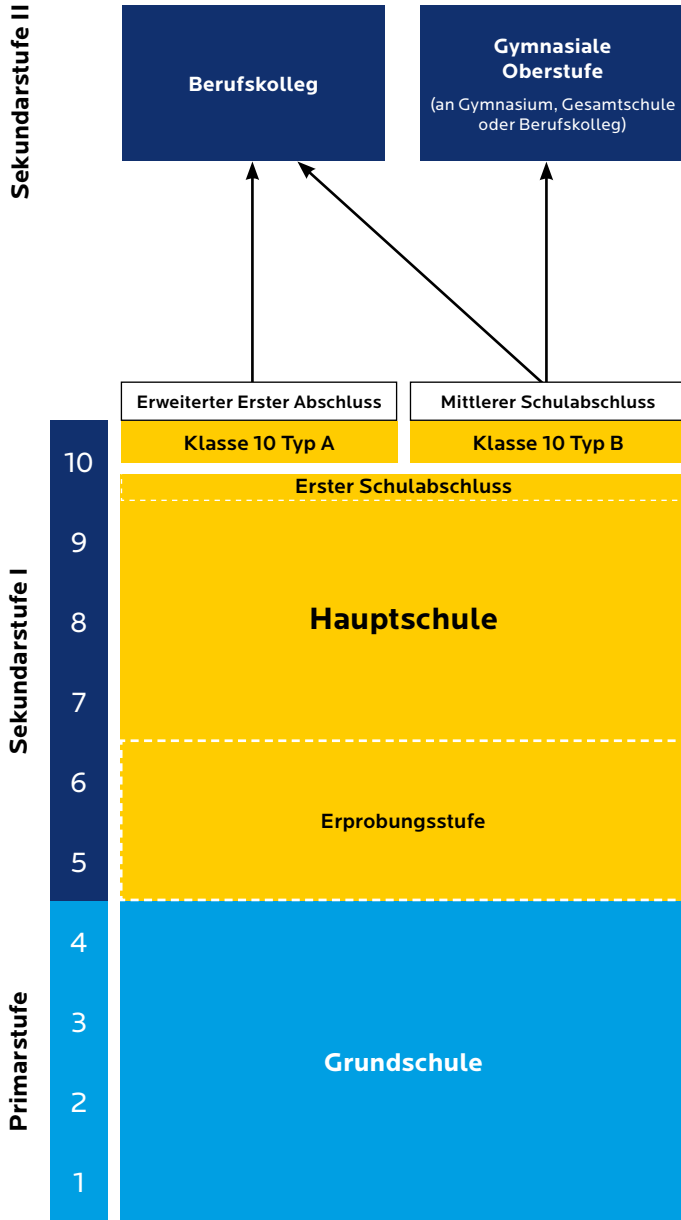 Sekundarstufe II
Berufskolleg
Gymnasiale
Oberstufe
(an Gymnasium, Gesamtschule
oder Berufskolleg)
Erweiterter Erster Abschluss
Mittlerer Schulabschluss
Klasse 10 Typ A
Klasse 10 Typ B
Sekundarstufe I
10
Erster Schulabschluss
9
8
Hauptschule
7
6
Erprobungsstufe
5
Primarstufe
4
3
Grundschule
2
1